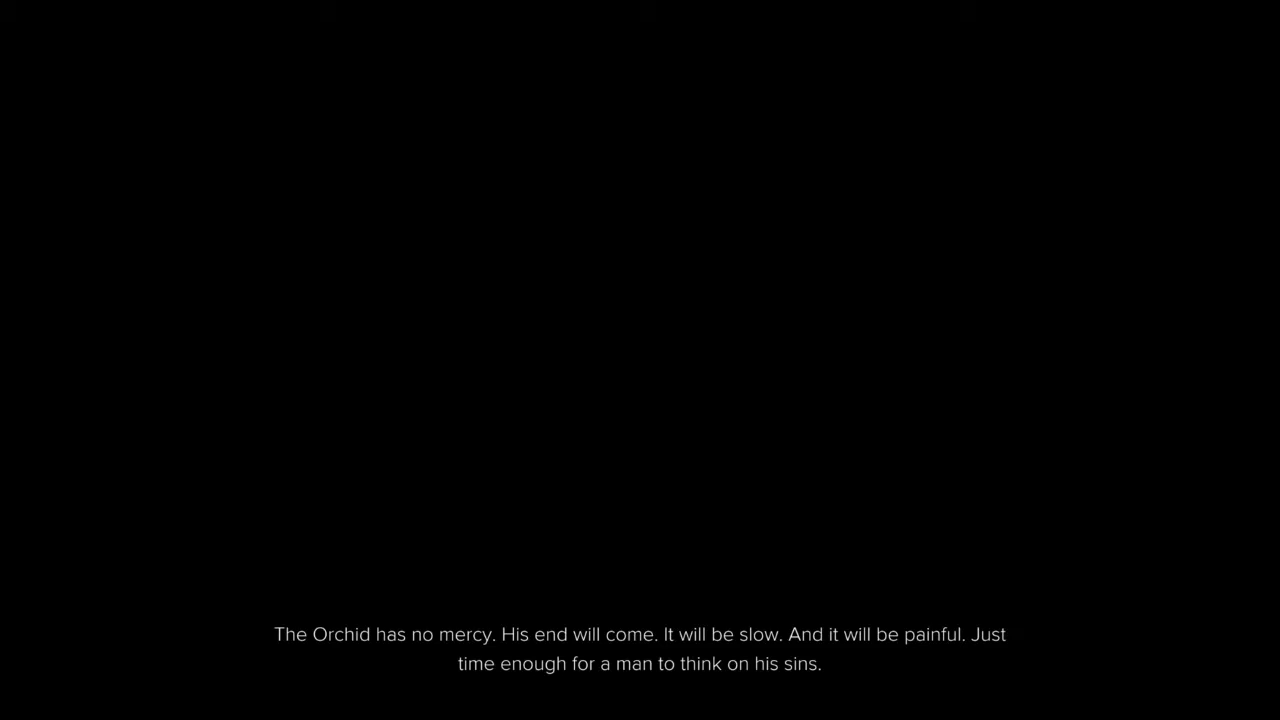 The Orchid has no mercy. His end will come. It will be slow. And it will be painful. Just
time enough for a man to think on his sins.